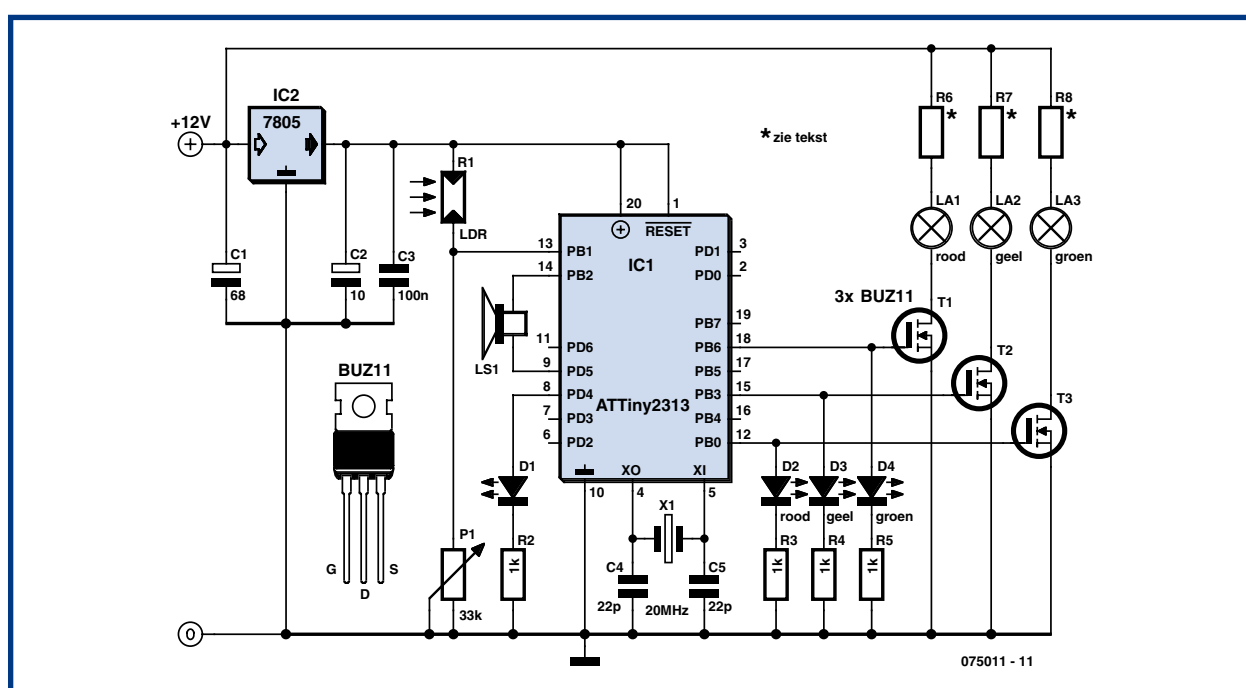 IC2
7805
+12V
C1
68
C2
10
C3
100n
R1
LDR
* zie tekst
R6
*
R7
*
R8
*
LA1
rood
LA2
geel
LA3
groen
20
1
RESET
IC1
ATTiny2313
13
PB1
14
PB2
11
PD6
9
PD5
8
PD4
7
PD3
6
PD2
PD1
3
PD0
2
PB7
19
PB6
18
PB5
17
PB3
15
PB4
16
PB0
12
XO
XI
10
4
5
LS1
3x BUZ11
T1
T2
T3
BUZ11
G
D
S
P1
33k
D1
R2
1k
X1
20MHz
C4
22p
C5
22p
D2
rood
D3
geel
D4
groen
R3
1k
R4
1k
R5
1k
0
075011 - 11